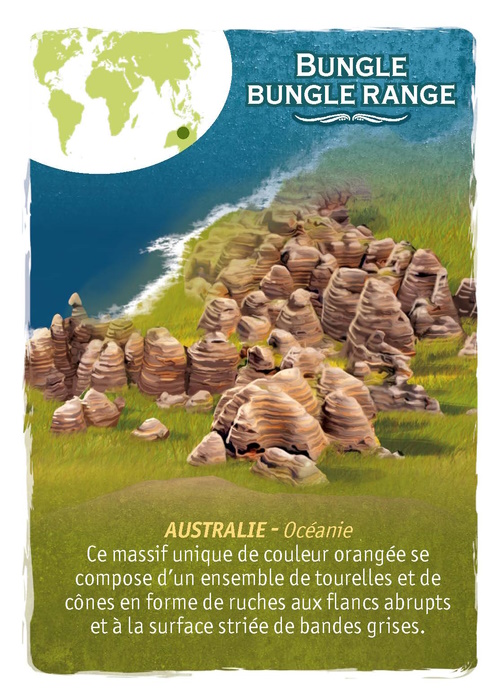 BUNGLE
BUNGLE RANGE
AUSTRALIE - Océanie
Ce massif unique de couleur orangée se
compose d'un ensemble de tourelles et de
cônes en forme de ruches aux flancs abrupts
et à la surface striée de bandes grises.